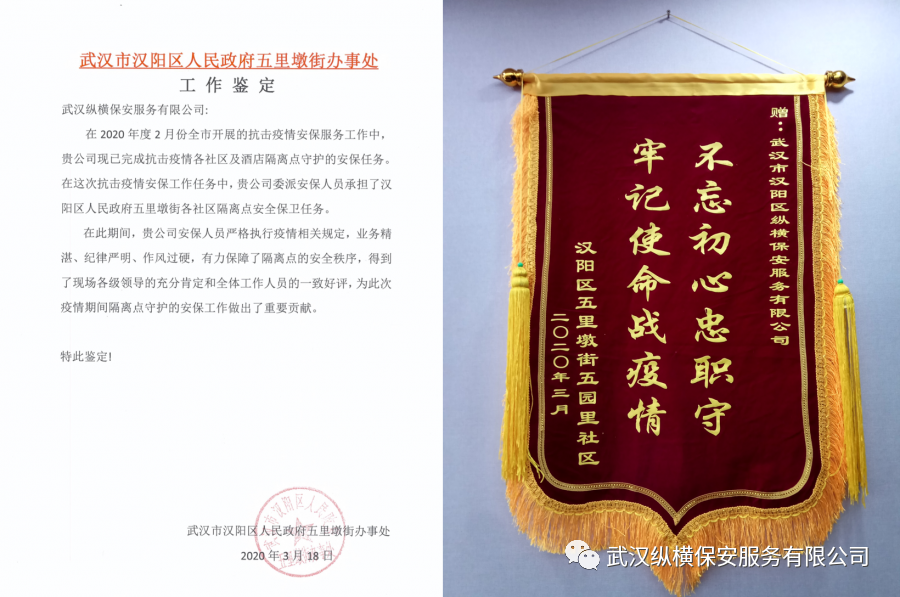 武汉市汉阳区人民政府五里墩街办事处
工作鉴定
武汉纵横保安服务有限公司:
在 2020 年度 2 月份全市开展的抗击疫情安保服务工作中，
贵公司现已完成抗击疫情各社区及酒店隔离点守护的安保任务。
在这次抗击疫情安保工作任务中，贵公司委派安保人员承担了汉
阳区人民政府五里墩街各社区隔离点安全保卫任务。
在此期间，贵公司安保人员严格执行疫情相关规定，业务精
湛、纪律严明、作风过硬，有力保障了隔离点的安全秩序，得到
了现场各级领导的充分肯定和全体工作人员的一致好评，为此次
疫情期间隔离点守护的安保工作做出了重要贡献。
特此鉴定!
武汉市汉阳区人民政府五里墩街办事处
2020 年 3 月 18 日
赠：武汉市汉阳区纵横保安服务有限公司
不忘初心忠职守
牢记使命战疫情
汉阳区五里墩街五园里社区
二〇二〇年三月
武汉纵横保安服务有限公司